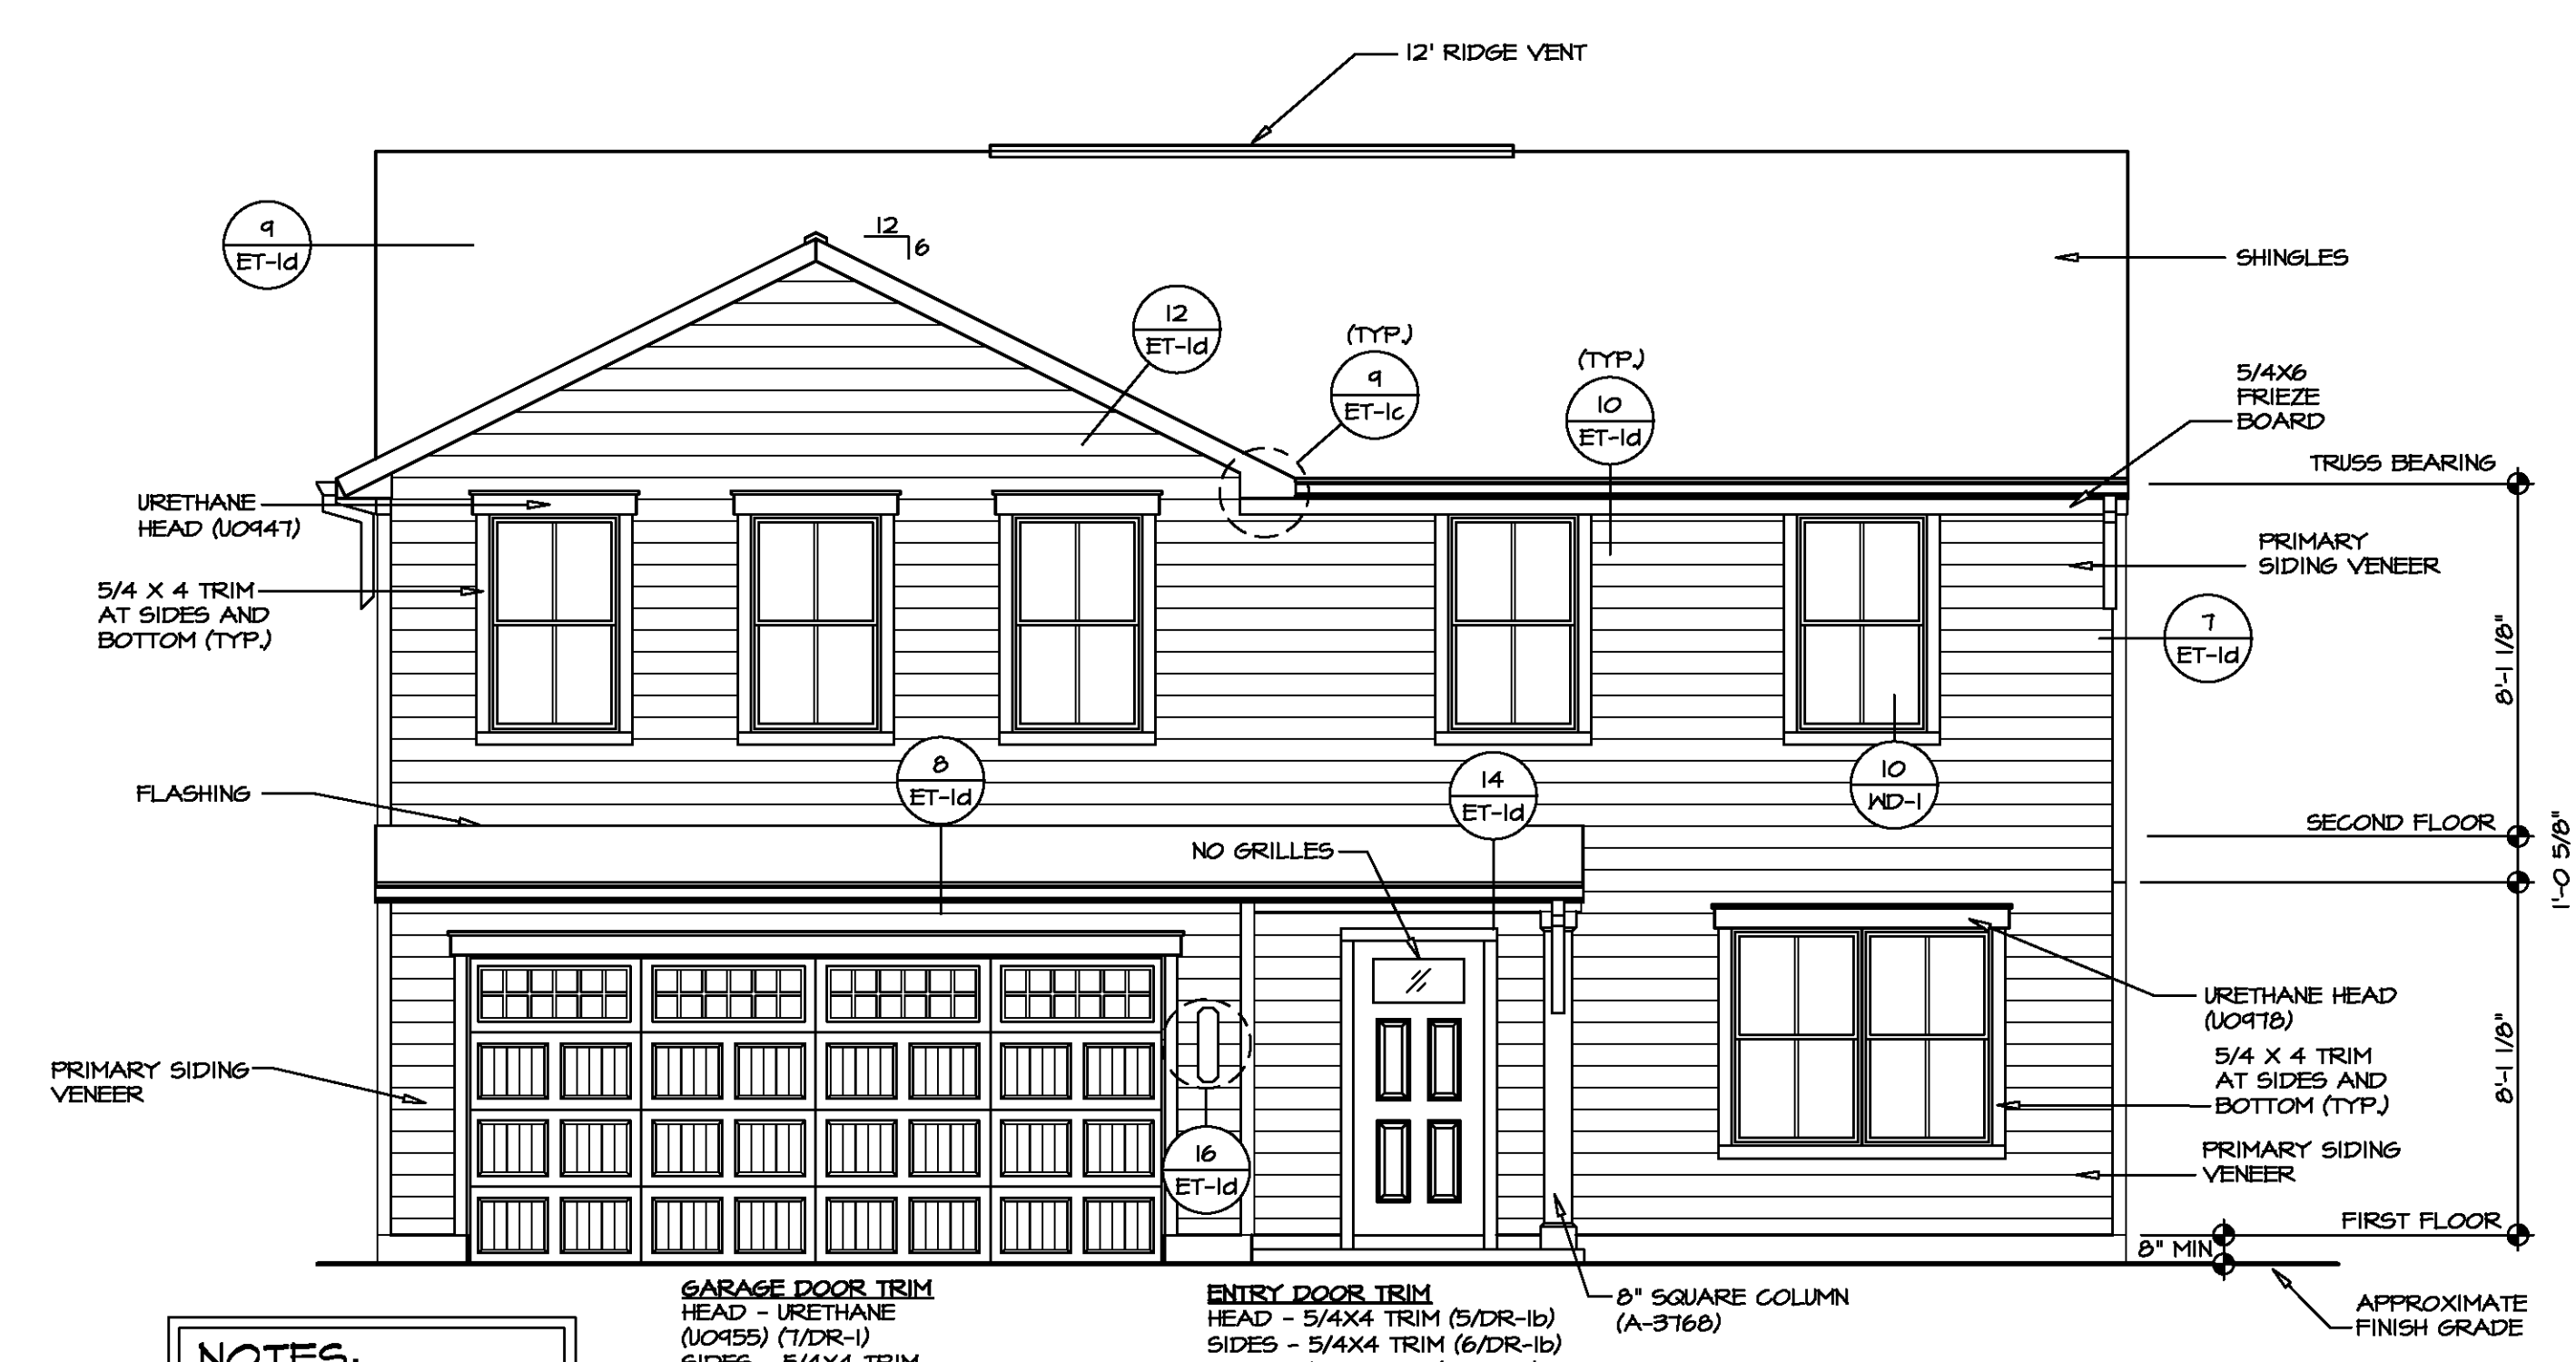 12' RIDGE VENT
9
ET-1d
12
6
SHINGLES
12
ET-1d
(TYP.)
9
ET-1c
(TYP.)
10
ET-1d
5/4X6
FRIEZE
BOARD
TRUSS BEARING
URETHANE
HEAD (U0947)
PRIMARY
SIDING VENEER
5/4 X 4 TRIM
AT SIDES AND
BOTTOM (TYP.)
7
ET-1d
8'-1 1/8"
FLASHING
8
ET-1d
14
ET-1d
10
WD-1
SECOND FLOOR
1'-0 5/8"
NO GRILLES
URETHANE HEAD
(U0978)
5/4 X 4 TRIM
AT SIDES AND
BOTTOM (TYP.)
8'-1 1/8"
PRIMARY SIDING
VENEER
16
ET-1d
PRIMARY SIDING
VENEER
FIRST FLOOR
8" MIN
GARAGE DOOR TRIM
HEAD - URETHANE
(U0955) (7/DR-1)
SIDES - 5/4X4 TRIM
ENTRY DOOR TRIM
HEAD - 5/4X4 TRIM (5/DR-1b)
SIDES - 5/4X4 TRIM (6/DR-1b)
8" SQUARE COLUMN
(A-3768)
APPROXIMATE
FINISH GRADE
NOTES: